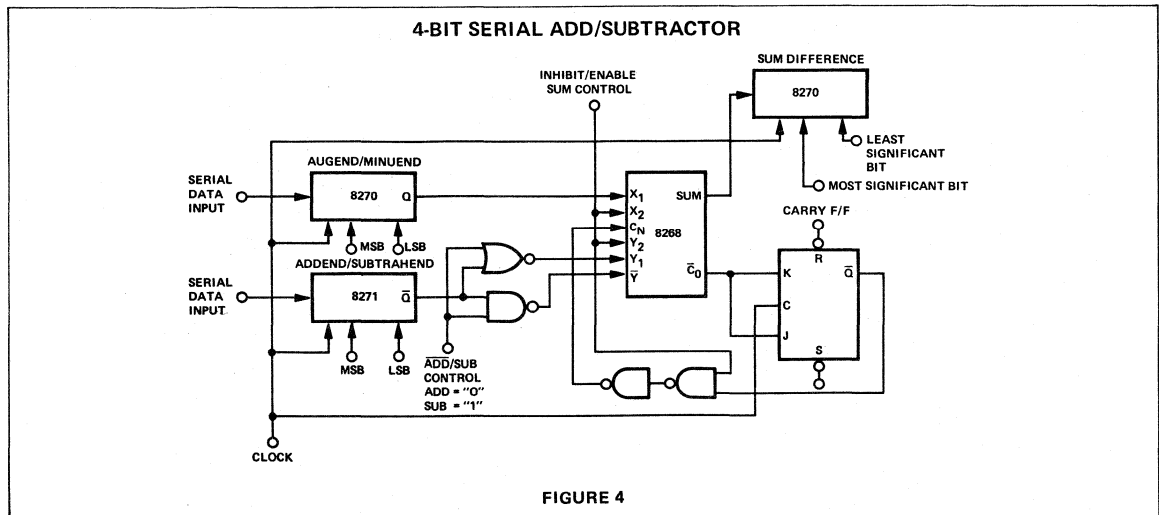 4-BIT SERIAL ADD/SUBTRACTOR
SUM DIFFERENCE
INHIBIT/ENABLE
SUM CONTROL
8270
LEAST
SIGNIFICANT
BIT
MOST SIGNIFICANT BIT
AUGEND/MINUEND
SERIAL
DATA
INPUT
8270 Q
MSB LSB
X1
X2
CN
Y2
Y1
Y̅
SUM
8268
C̅0
CARRY F/F
R
K
Q̅
C
J
S
ADDEND/SUBTRAHEND
SERIAL
DATA
INPUT
8271 Q̅
MSB LSB
A̅D̅D̅/SUB
CONTROL
ADD = "0"
SUB = "1"
CLOCK
FIGURE 4